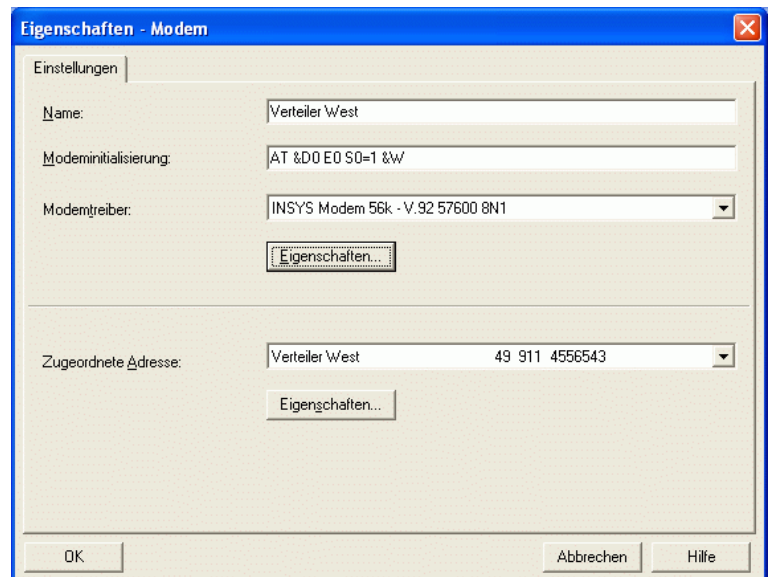 Eigenschaften - Modem
Einstellungen
Name: Verteiler West
Modeminitialisierung: AT &D0 E0 S0=1 &W
Modemtreiber: INSYS Modem 56k - V.92 57600 8N1
Eigenschaften...
Zugeordnete Adresse: Verteiler West 49 911 4556543
Eigenschaften...
OK Abbrechen Hilfe